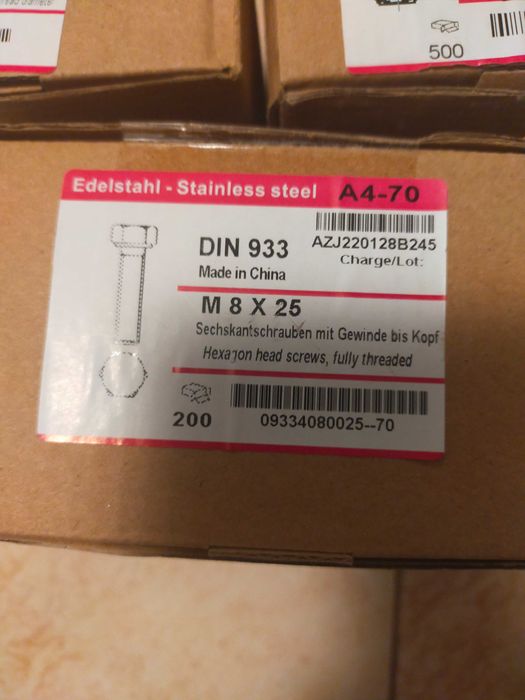 500
Edelstahl - Stainless steel A4-70
DIN 933
AZJ220128B245
Made in China
Charge/Lot:
M 8 X 25
Sechskantschrauben mit Gewinde bis Kopf
Hexagon head screws, fully threaded
200
09334080025--70